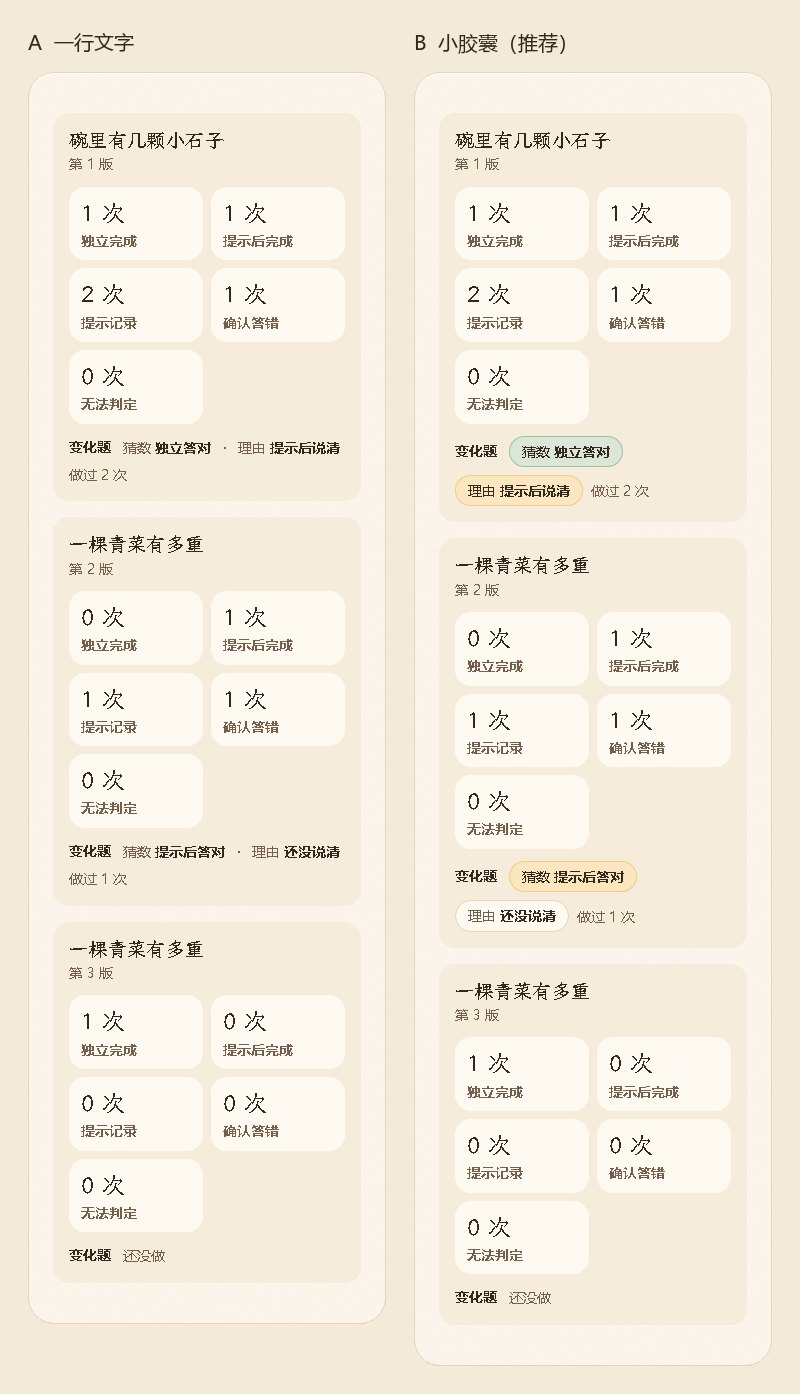 A 一行文字
碗里有几颗小石子
第 1 版
1 次 1 次
独立完成 提示后完成
2 次 1 次
提示记录 确认答错
0 次
无法判定
变化题 猜数 独立答对 · 理由 提示后说清
做过 2 次
一棵青菜有多重
第 2 版
0 次 1 次
独立完成 提示后完成
1 次 1 次
提示记录 确认答错
0 次
无法判定
变化题 猜数 提示后答对 · 理由 还没说清
做过 1 次
一棵青菜有多重
第 3 版
1 次 0 次
独立完成 提示后完成
0 次 0 次
提示记录 确认答错
0 次
无法判定
变化题 还没做
B 小胶囊（推荐）
碗里有几颗小石子
第 1 版
1 次 1 次
独立完成 提示后完成
2 次 1 次
提示记录 确认答错
0 次
无法判定
变化题 猜数 独立答对
理由 提示后说清 做过 2 次
一棵青菜有多重
第 2 版
0 次 1 次
独立完成 提示后完成
1 次 1 次
提示记录 确认答错
0 次
无法判定
变化题 猜数 提示后答对
理由 还没说清 做过 1 次
一棵青菜有多重
第 3 版
1 次 0 次
独立完成 提示后完成
0 次 0 次
提示记录 确认答错
0 次
无法判定
变化题 还没做